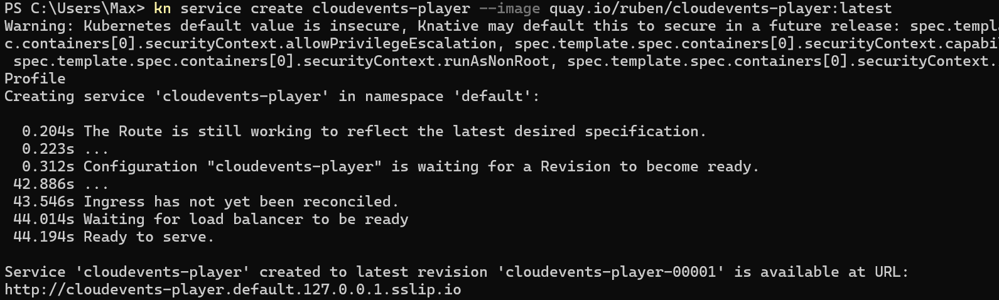 PS C:\Users\Max> kn service create cloudevents-player --image quay.io/ruben/cloudevents-player:latest
Warning: Kubernetes default value is insecure, Knative may default this to secure in a future release: spec.templ
c.containers[0].securityContext.allowPrivilegeEscalation, spec.template.spec.containers[0].securityContext.capabi
spec.template.spec.containers[0].securityContext.runAsNonRoot, spec.template.spec.containers[0].securityContext.
Profile
Creating service 'cloudevents-player' in namespace 'default':
0.204s The Route is still working to reflect the latest desired specification.
0.223s ...
0.312s Configuration "cloudevents-player" is waiting for a Revision to become ready.
42.886s ...
43.546s Ingress has not yet been reconciled.
44.014s Waiting for load balancer to be ready
44.194s Ready to serve.
Service 'cloudevents-player' created to latest revision 'cloudevents-player-00001' is available at URL:
http://cloudevents-player.default.127.0.0.1.sslip.io